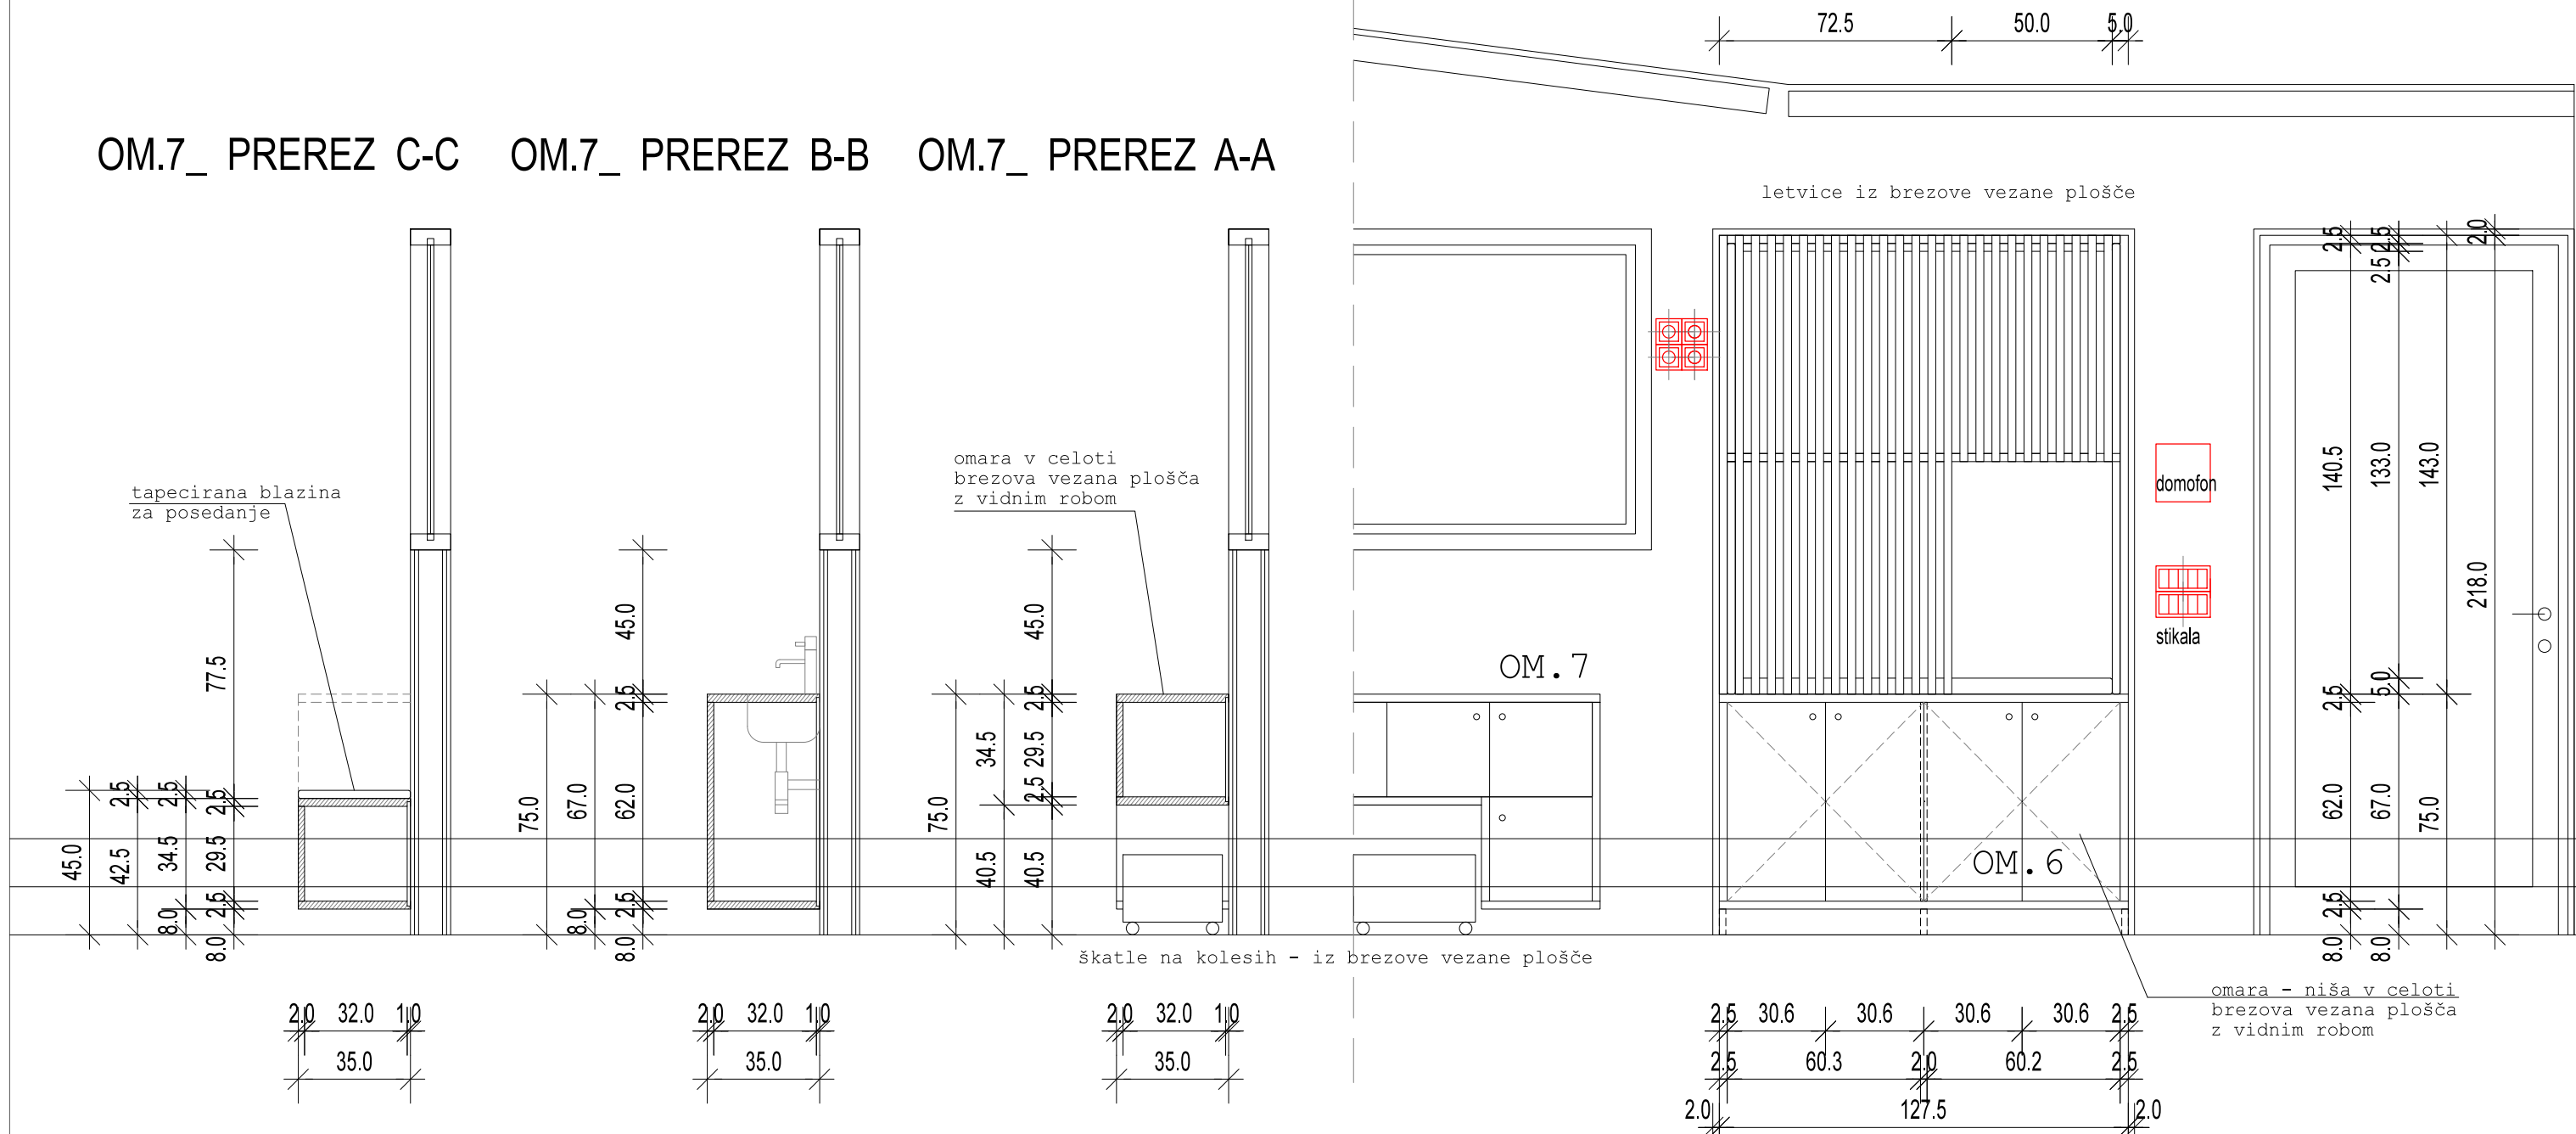 72.5 50.0 5.0
OM.7_ PREREZ C-C
OM.7_ PREREZ B-B
OM.7_ PREREZ A-A
letvice iz brezove vezane plošče
tapecirana blazina
za posedanje
omara v celoti
brezova vezana plošča
z vidnim robom
domofon
stikala
OM.7
OM.6
škatle na kolesih - iz brezove vezane plošče
omara - niša v celoti
brezova vezana plošča
z vidnim robom
45.0
2.5
42.5
2.5
34.5
8.0
77.5
2.5
29.5
2.5
8.0
75.0
67.0
8.0
45.0
2.5
62.0
2.5
8.0
75.0
34.5
40.5
45.0
2.5
29.5
2.5
40.5
2.5
140.5
2.5
62.0
2.5
8.0
2.5
2.5
133.0
5.0
67.0
8.0
143.0
75.0
2.0
218.0
2.0 32.0 1.0
35.0
2.0 32.0 1.0
35.0
2.0 32.0 1.0
35.0
2.5 30.6 30.6 30.6 30.6 2.5
2.5 60.3 2.0 60.2 2.5
2.0 127.5 2.0